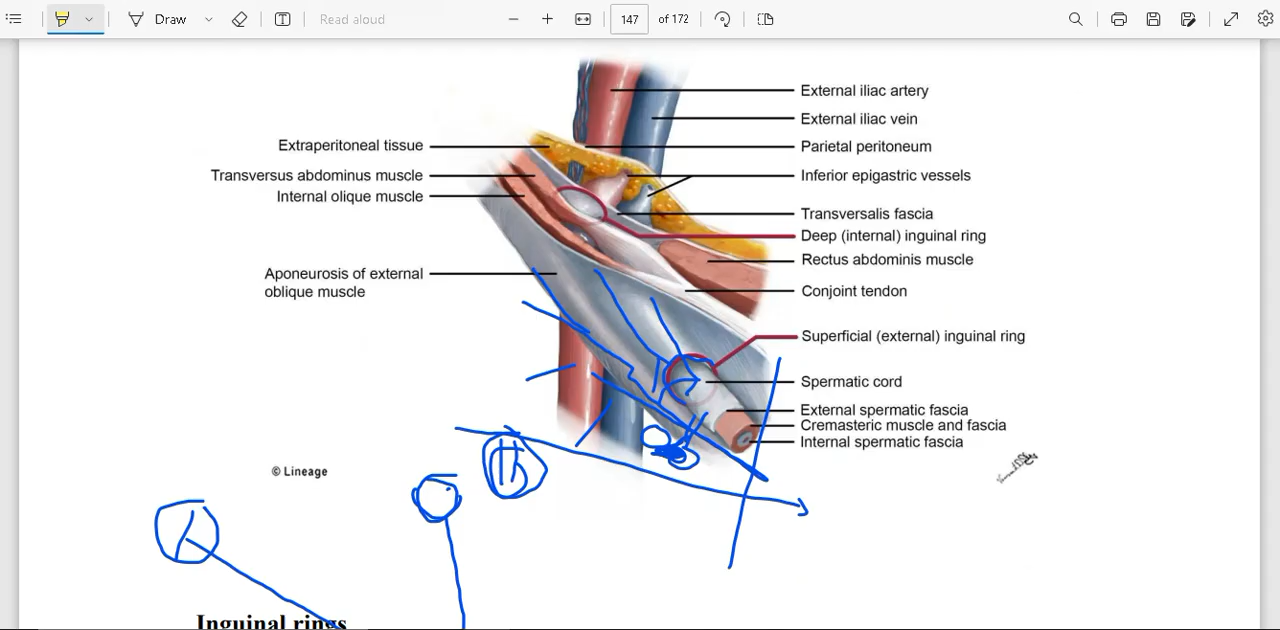 Draw
Read aloud
147 of 172
External iliac artery
External iliac vein
Extraperitoneal tissue
Parietal peritoneum
Transversus abdominus muscle
Inferior epigastric vessels
Internal olique muscle
Transversalis fascia
Deep (internal) inguinal ring
Rectus abdominis muscle
Aponeurosis of external
oblique muscle
Conjoint tendon
Superficial (external) inguinal ring
Spermatic cord
External spermatic fascia
Cremasteric muscle and fascia
Internal spermatic fascia
© Lineage
Inguinal rings